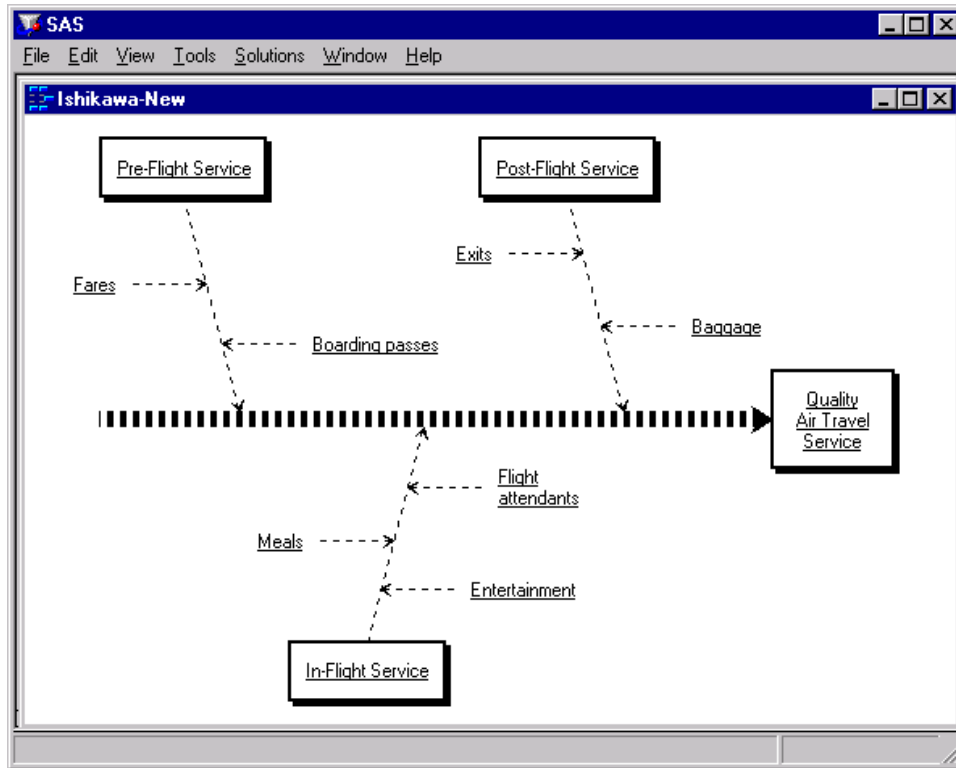 SAS
File Edit View Tools Solutions Window Help
Ishikawa-New
Pre-Flight Service
Post-Flight Service
Exits
Fares
Baggage
Boarding passes
Quality
Air Travel
Service
Flight
attendants
Meals
Entertainment
In-Flight Service